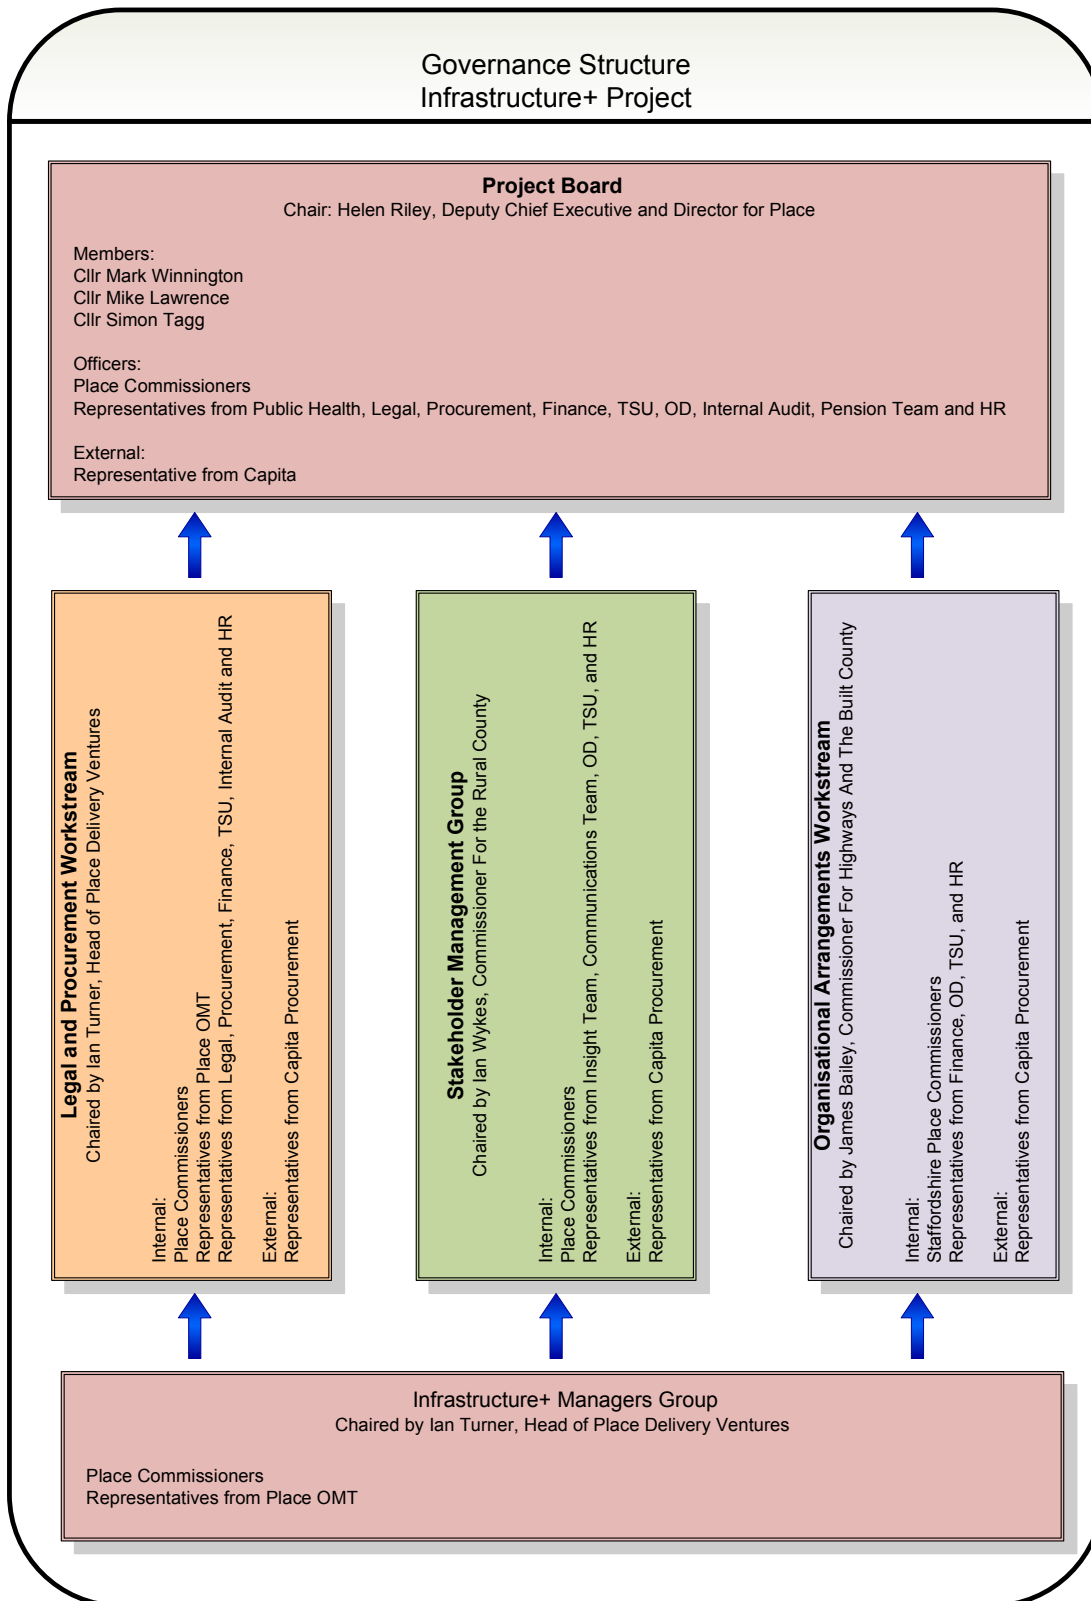 Governance Structure
Infrastructure+ Project
Project Board
Chair: Helen Riley, Deputy Chief Executive and Director for Place
Members:
Cllr Mark Winnington
Cllr Mike Lawrence
Cllr Simon Tagg
Officers:
Place Commissioners
Representatives from Public Health, Legal, Procurement, Finance, TSU, OD, Internal Audit, Pension Team and HR
External:
Representative from Capita
Legal and Procurement Workstream
Chaired by Ian Turner, Head of Place Delivery Ventures
Internal:
Place Commissioners
Representatives from Place OMT
Representatives from Legal, Procurement, Finance, TSU, Internal Audit and HR
External:
Representatives from Capita Procurement
Stakeholder Management Group
Chaired by Ian Wykes, Commissioner For the Rural County
Internal:
Place Commissioners
Representatives from Insight Team, Communications Team, OD, TSU, and HR
External:
Representatives from Capita Procurement
Organisational Arrangements Workstream
Chaired by James Bailey, Commissioner For Highways And The Built County
Internal:
Staffordshire Place Commissioners
Representatives from Finance, OD, TSU, and HR
External:
Representatives from Capita Procurement
Infrastructure+ Managers Group
Chaired by Ian Turner, Head of Place Delivery Ventures
Place Commissioners
Representatives from Place OMT